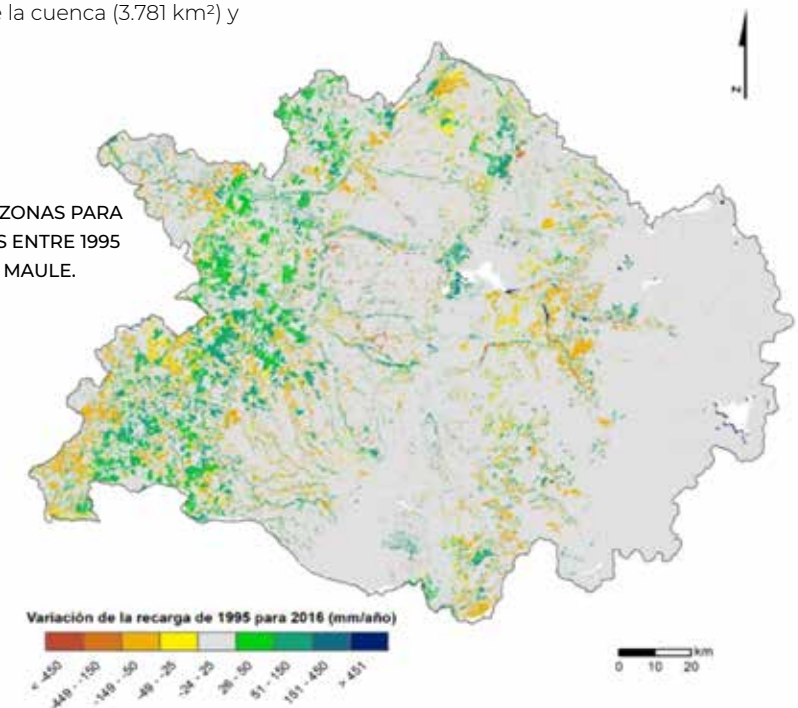 e la cuenca (3.781 km²) y
N
ZONAS PARA
S ENTRE 1995
MAULE.
Variación de la recarga de 1995 para 2016 (mm/año)
< -450
-449 - -150
-149 - -50
-49 - -25
-24 - 25
26 - 50
51 - 150
151 - 450
> 451
km
0 10 20